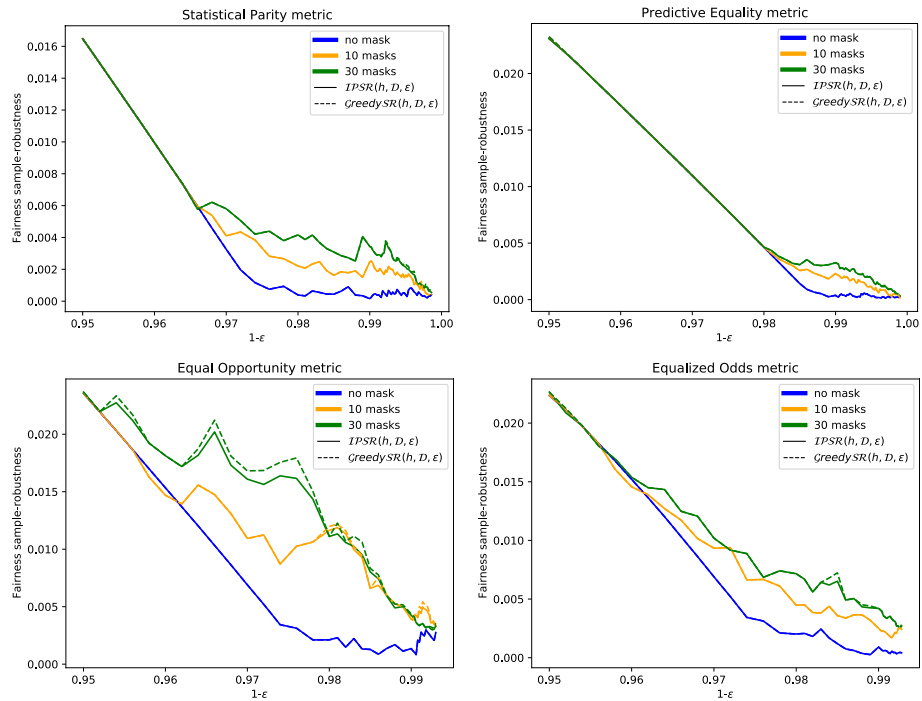 Statistical Parity metric
Fairness sample-robustness
0.016
0.014
0.012
0.010
0.008
0.006
0.004
0.002
0.000
no mask
10 masks
30 masks
𝓘𝓟𝓢𝓡(h, 𝓓, ε)
𝓖reedy𝓢𝓡(h, 𝓓, ε)
0.95 0.96 0.97 0.98 0.99 1.00
1-ε
Predictive Equality metric
Fairness sample-robustness
0.020
0.015
0.010
0.005
0.000
no mask
10 masks
30 masks
𝓘𝓟𝓢𝓡(h, 𝓓, ε)
𝓖reedy𝓢𝓡(h, 𝓓, ε)
0.95 0.96 0.97 0.98 0.99 1.00
1-ε
Equal Opportunity metric
Fairness sample-robustness
0.020
0.015
0.010
0.005
0.000
no mask
10 masks
30 masks
𝓘𝓟𝓢𝓡(h, 𝓓, ε)
𝓖reedy𝓢𝓡(h, 𝓓, ε)
0.95 0.96 0.97 0.98 0.99
1-ε
Equalized Odds metric
Fairness sample-robustness
0.020
0.015
0.010
0.005
0.000
no mask
10 masks
30 masks
𝓘𝓟𝓢𝓡(h, 𝓓, ε)
𝓖reedy𝓢𝓡(h, 𝓓, ε)
0.95 0.96 0.97 0.98 0.99
1-ε